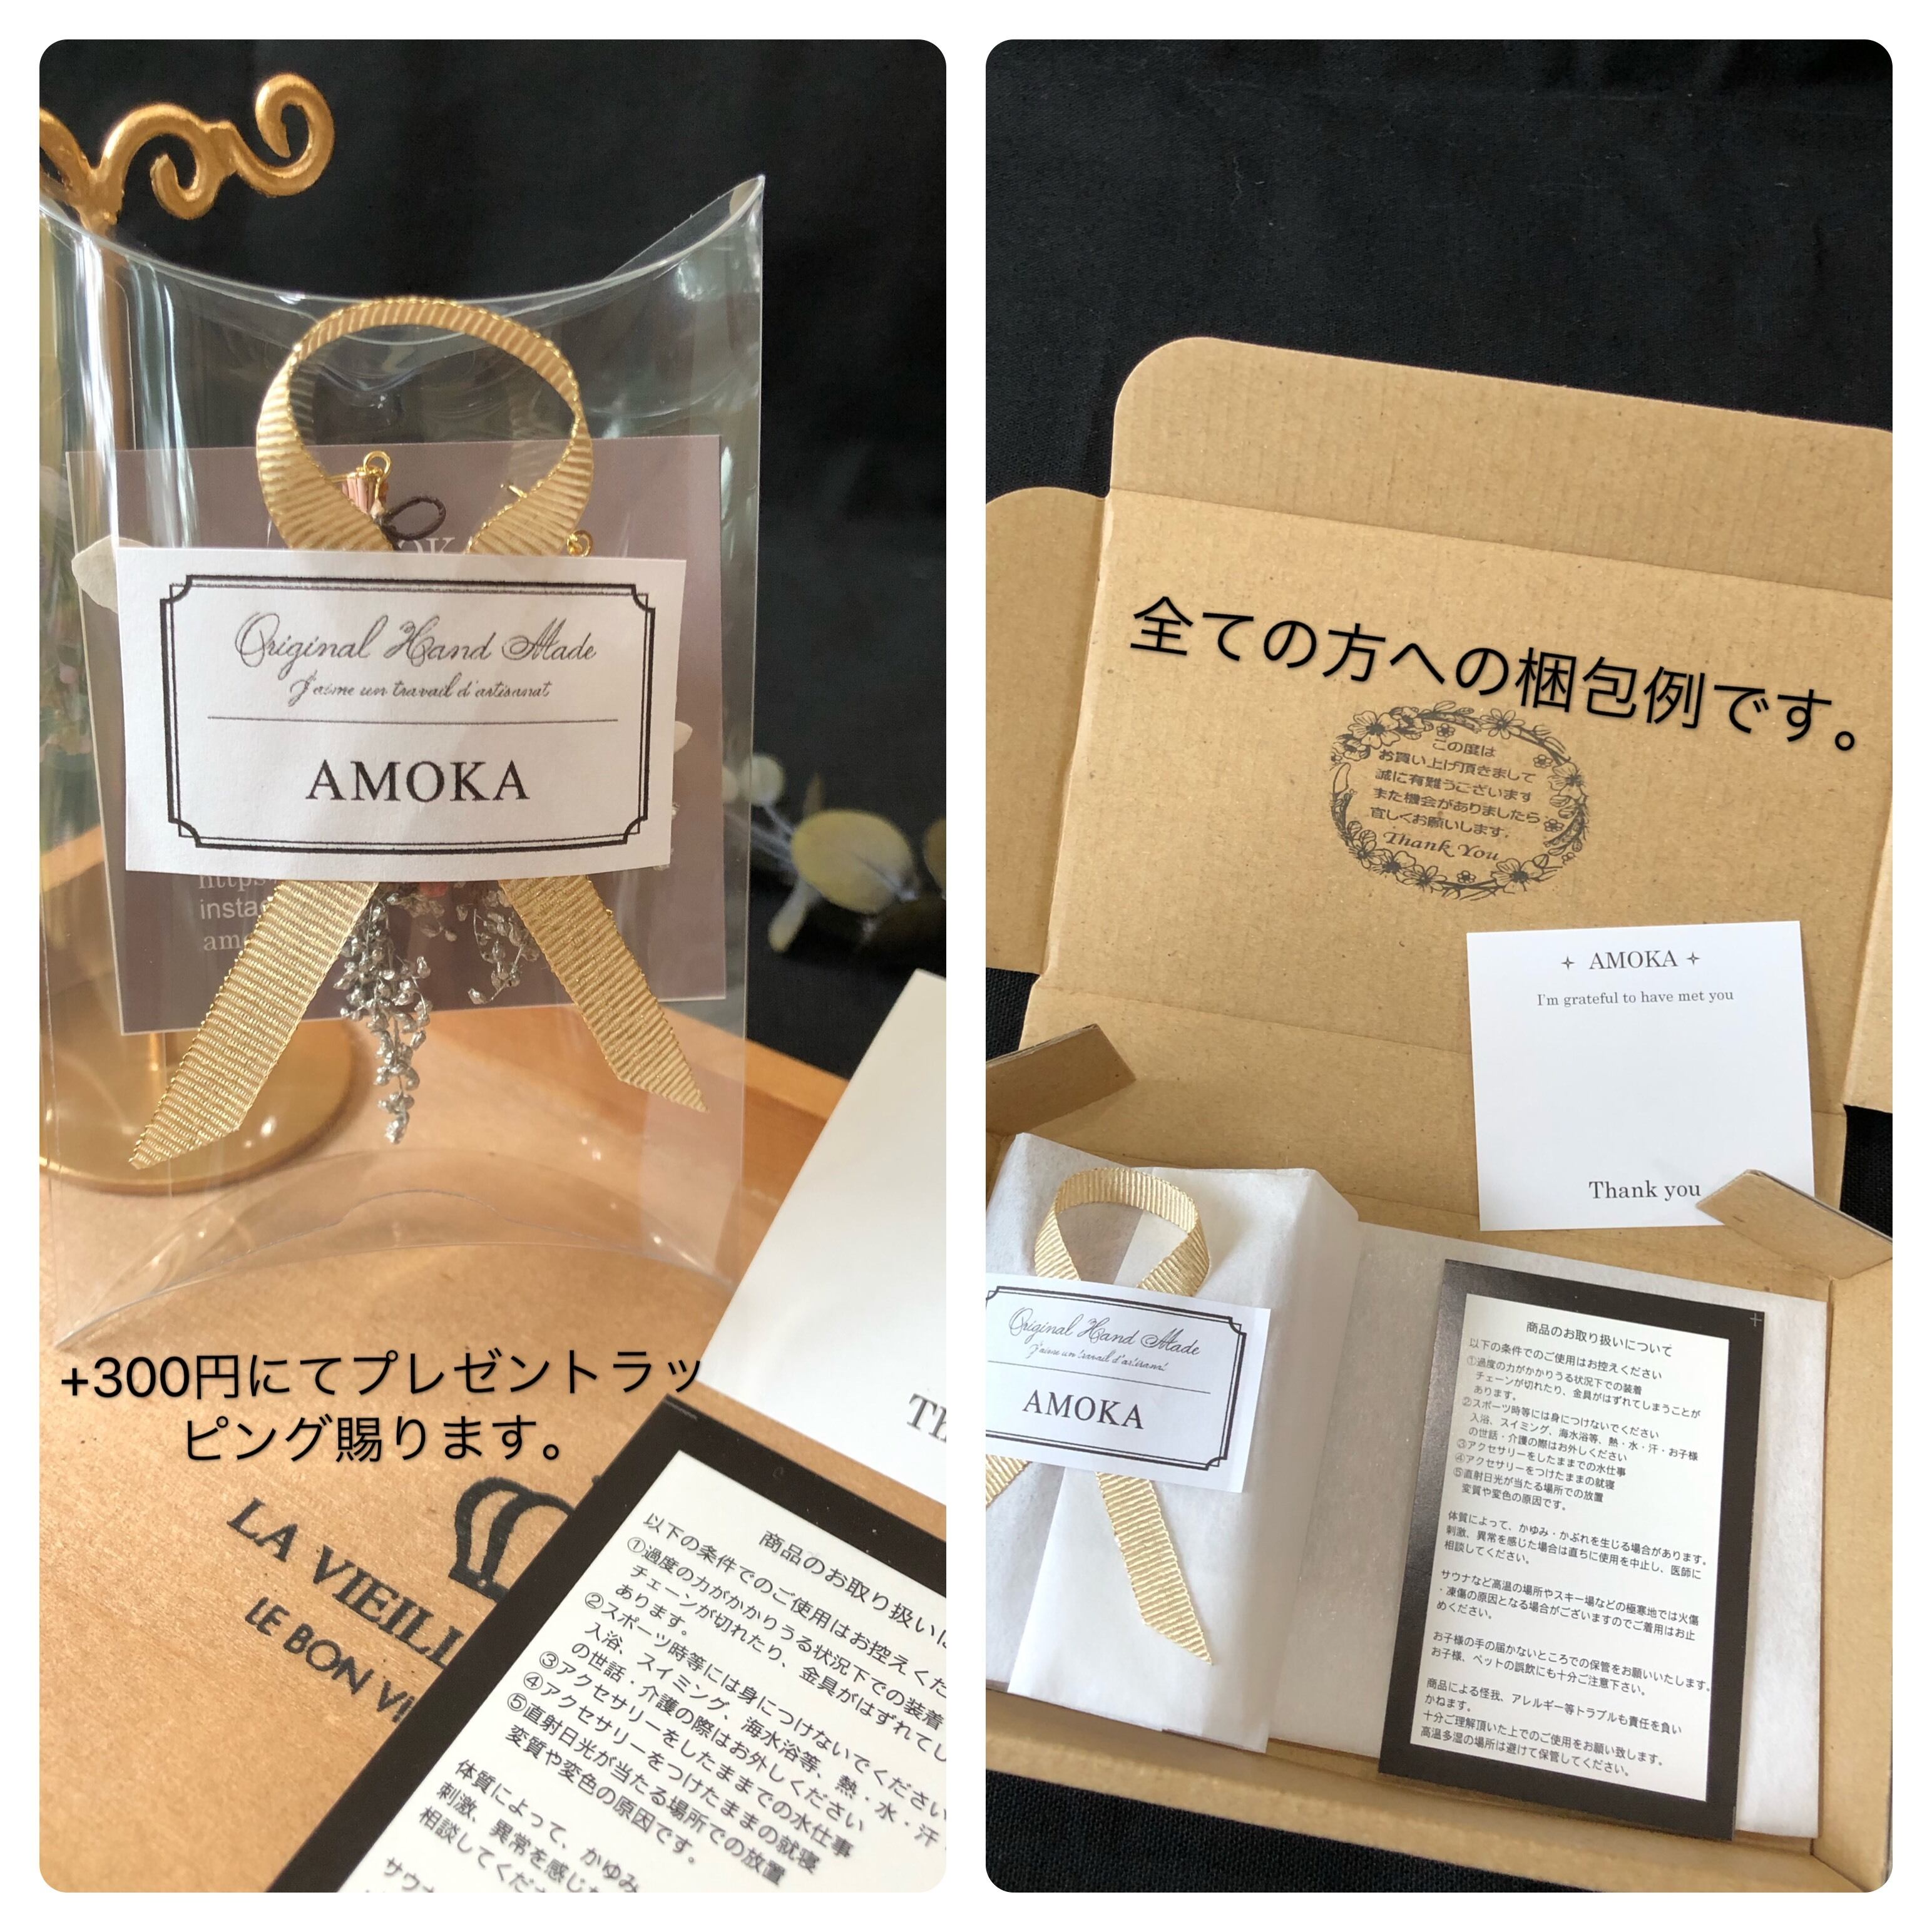 Original Hand Made
J'aime un travail d'artisanat
AMOKA
https
insta
+300円にてプレゼントラッ
ピング賜ります。
LA VIEILL
LE BON VI
商品のお取り扱いに
以下の条件でのご使用はお控えくだ
①過度の力がかかりうる状況下での装着
チェーンが切れたり、金具がはずれてし
あります。
②スポーツ時等には身につけないでください
入浴、スイミング、海水浴等、熱・水・汗
の世話・介護の際はお外しください
③アクセサリーをしたままでの水仕事
④アクセサリーをつけたままの就寝
⑤直射日光が当たる場所での放置
変質や変色の原因です。
体質によって、かゆみ
刺激、異常を感じ
相談してくだ
サウナ
全ての方への梱包例です。
この度は
お買い上げ頂きまして
誠に有難うございます
また機会がありましたら
宜しくお願いします。
Thank You
AMOKA
I'm grateful to have met you
Thank you
Original Hand Made
J'aime un travail d'artisanat
AMOKA
商品のお取り扱いについて
以下の条件でのご使用はお控えください
①過度の力がかかりうる状況下での装着
チェーンが切れたり、金具がはずれてしまうことが
あります。
②スポーツ時等には身につけないでください
入浴、スイミング、海水浴等、熱・水・汗・お子様
の世話・介護の際はお外しください
③アクセサリーをしたままでの水仕事
④アクセサリーをつけたままの就寝
⑤直射日光が当たる場所での放置
変質や変色の原因です。
体質によって、かゆみ・かぶれを生じる場合があります。
刺激、異常を感じた場合は直ちに使用を中止し、医師に
相談してください。
サウナなど高温の場所やスキー場などの極寒地では火傷
・凍傷の原因となる場合がございますのでご着用はお止
めください。
お子様の手の届かないところでの保管をお願いいたします。
お子様、ペットの誤飲にも十分ご注意下さい。
商品による怪我、アレルギー等トラブルも責任を負い
かねます。
十分ご理解頂いた上でのご使用をお願い致します。
高温多湿の場所は避けて保管してください。